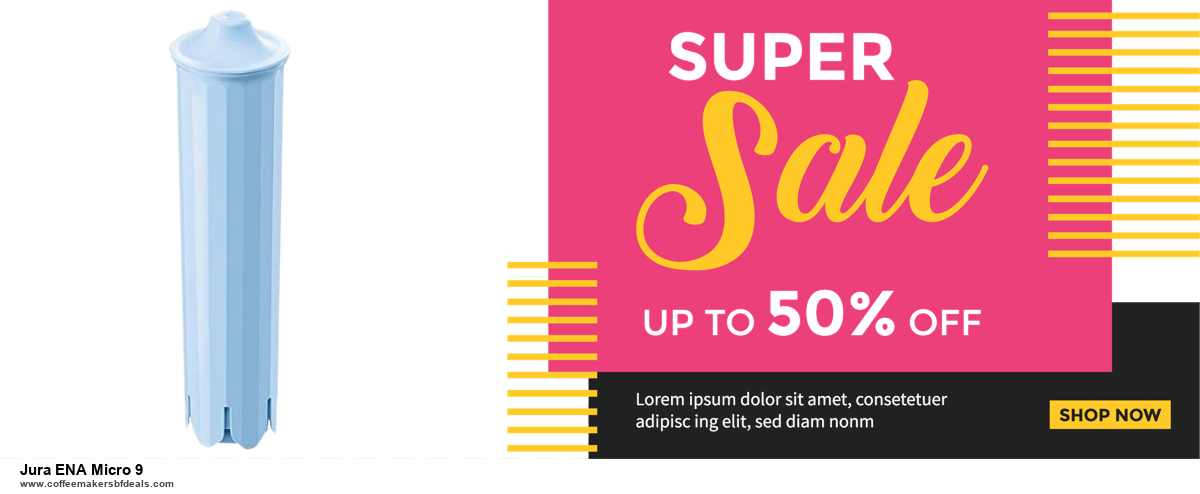 SUPER
Sale
UP TO 50% OFF
Lorem ipsum dolor sit amet, consetetuer
adipisc ing elit, sed diam nonm
SHOP NOW
Jura ENA Micro 9
www.coffeemakersbfdeals.com